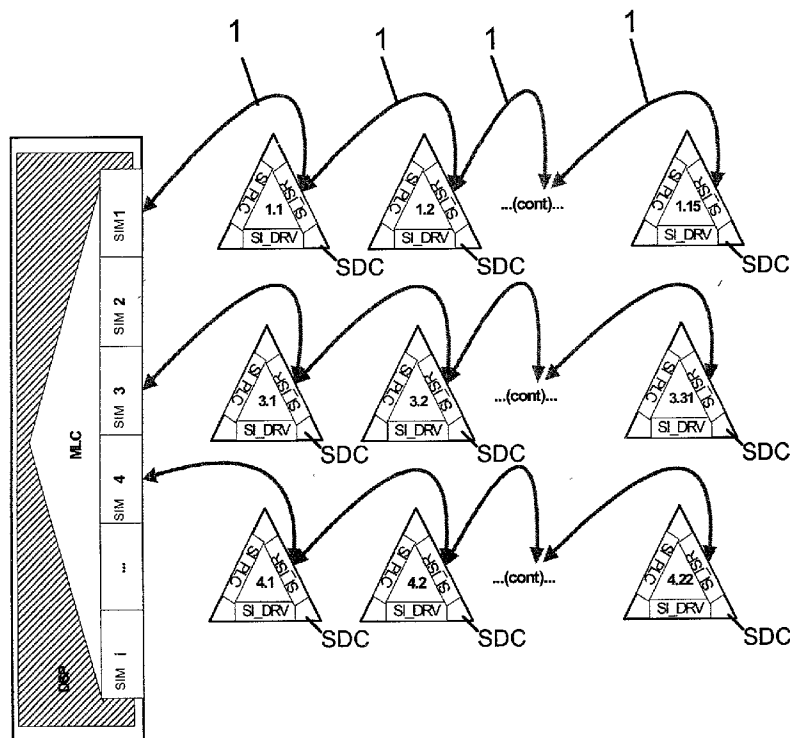 1 1 1 1
SIM1
SI_PLC SI_ISR 1.1 SI_DRV SDC
SI_PLC SI_ISR 1.2 SI_DRV SDC
...(cont)...
SI_PLC SI_ISR 1.15 SI_DRV SDC
SIM 2
SIM 3
SI_PLC SI_ISR 3.1 SI_DRV SDC
SI_PLC SI_ISR 3.2 SI_DRV SDC
...(cont)...
SI_PLC SI_ISR 3.31 SI_DRV SDC
MLC
SIM 4
SI_PLC SI_ISR 4.1 SI_DRV SDC
SI_PLC SI_ISR 4.2 SI_DRV SDC
...(cont)...
SI_PLC SI_ISR 4.22 SI_DRV SDC
...
SIM i
DSP